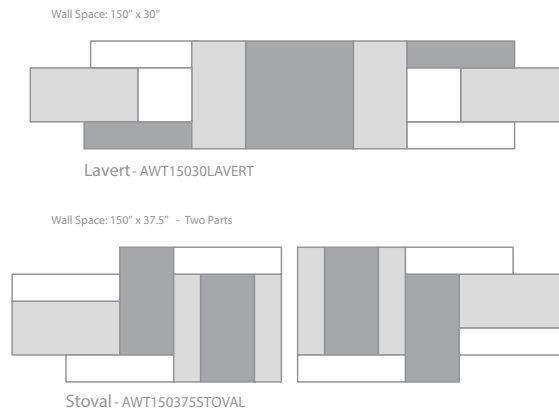 Wall Space: 150” x 30”
Lavert - AWT15030LAVERT
Wall Space: 150” x 37.5” - Two Parts
Stoval - AWT150375STOVAL